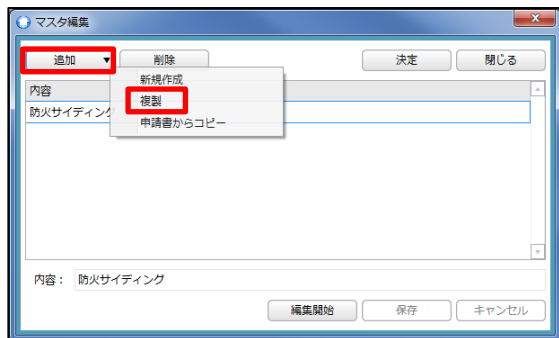 マスタ編集
追加 ▼ 削除 決定 閉じる
新規作成
内容
複製
防火サイディング
申請書からコピー
内容： 防火サイディング
編集開始 保存 キャンセル